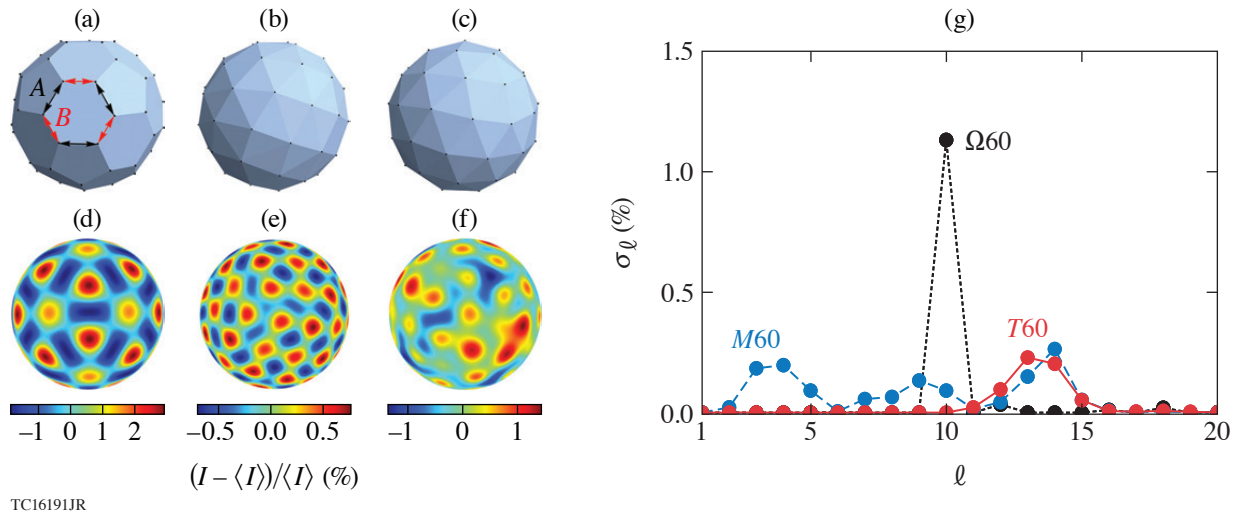 (a) (b) (c)
A
B
(d) (e) (f)
−1 0 1 2 −0.5 0.0 0.5 −1 0 1
(I − ⟨I⟩)/⟨I⟩ (%)
TC16191JR
(g)
1.5
1.0
0.5
0.0
σℓ (%)
Ω60
M60
T60
1 5 10 15 20
ℓ